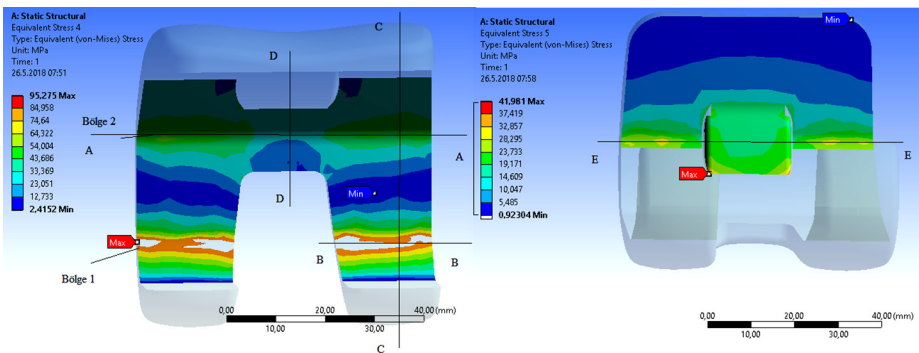 A: Static Structural
Equivalent Stress 4
Type: Equivalent (von-Mises) Stress
Unit: MPa
Time: 1
26.5.2018 07:51
95,275 Max
84,958
74,64
64,322
54,004
43,686
33,369
23,051
12,733
2,4152 Min
C
D
Bölge 2
A
A
D
Min
Max
B
B
Bölge 1
0,00
20,00
40,00 (mm)
10,00
30,00
C
A: Static Structural
Equivalent Stress 5
Type: Equivalent (von-Mises) Stress
Unit: MPa
Time: 1
26.5.2018 07:58
41,981 Max
37,419
32,857
28,295
23,733
19,171
14,609
10,047
5,485
0,92304 Min
Min
E
E
Max
0,00
20,00
40,00 (mm)
10,00
30,00